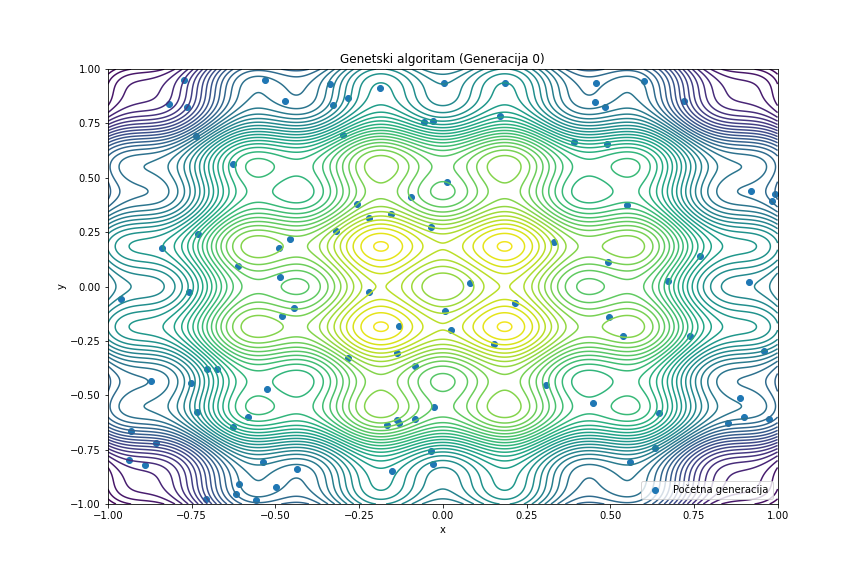 Genetski algoritam (Generacija 0)
1.00
0.75
0.50
0.25
0.00
−0.25
−0.50
−0.75
−1.00
y
Početna generacija
−1.00 −0.75 −0.50 −0.25 0.00 0.25 0.50 0.75 1.00
x